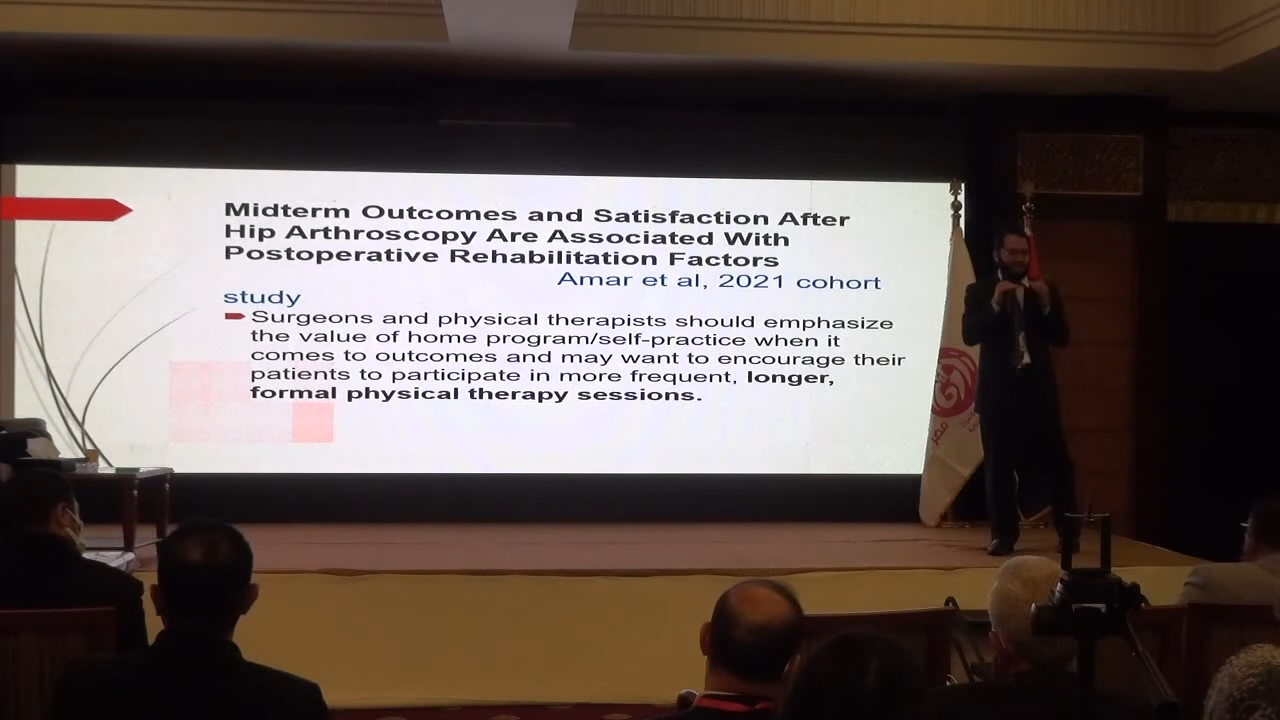 Midterm Outcomes and Satisfaction After
Hip Arthroscopy Are Associated With
Postoperative Rehabilitation Factors
Amar et al, 2021 cohort
study
Surgeons and physical therapists should emphasize
the value of home program/self-practice when it
comes to outcomes and may want to encourage their
patients to participate in more frequent, longer,
formal physical therapy sessions.
مصر